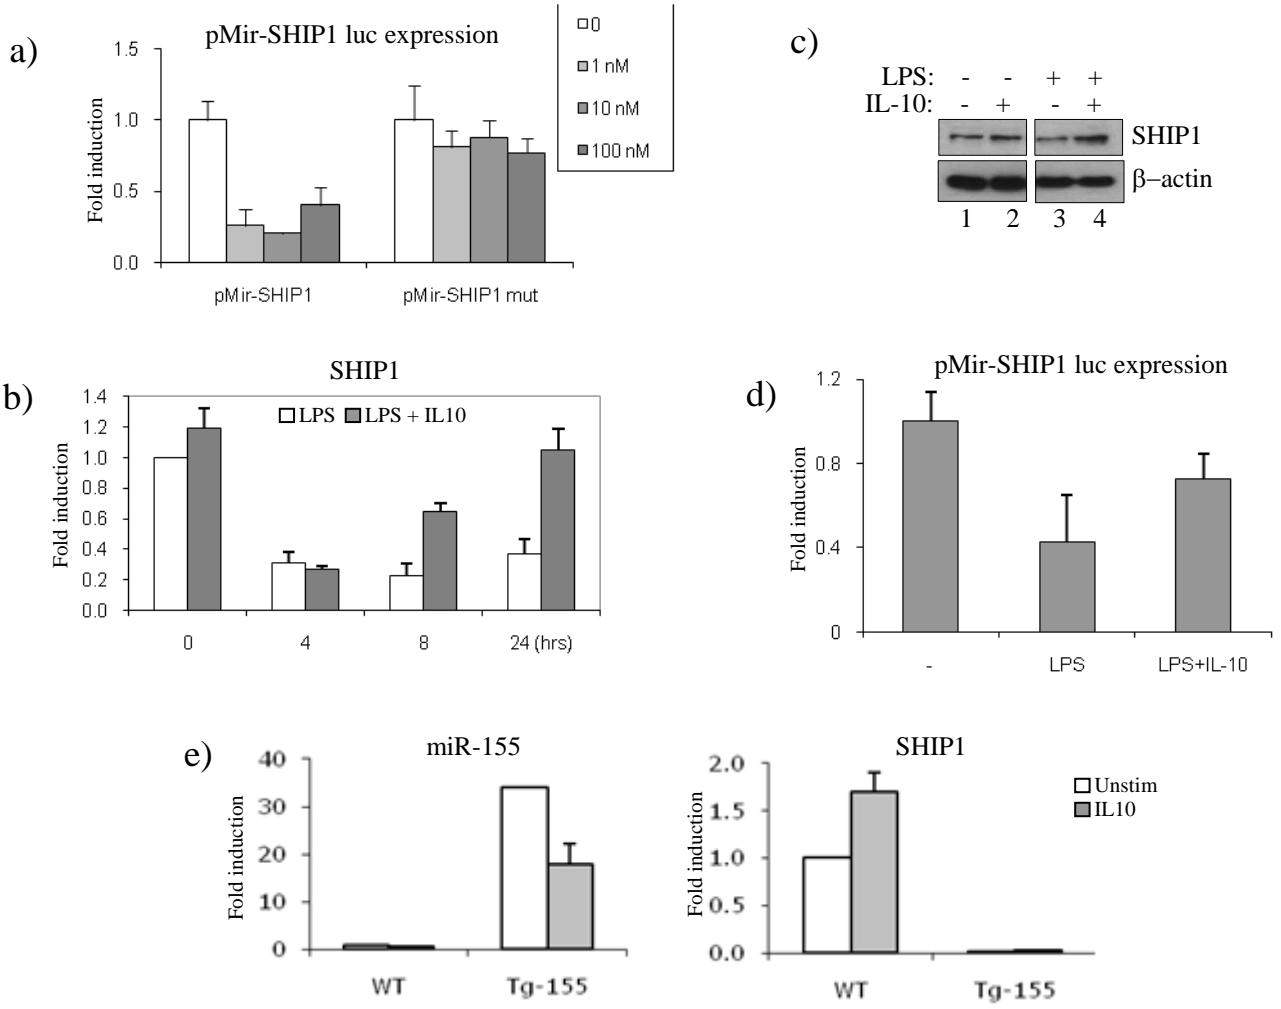 a)
pMir-SHIP1 luc expression
Fold induction
1.5
1.0
0.5
0.0
pMir-SHIP1
pMir-SHIP1 mut
0
1 nM
10 nM
100 nM
c)
LPS: - - + +
IL-10: - + - +
SHIP1
β–actin
1 2 3 4
b)
SHIP1
Fold induction
1.4
1.2
1.0
0.8
0.6
0.4
0.2
0.0
LPS LPS + IL10
0 4 8 24 (hrs)
d)
pMir-SHIP1 luc expression
Fold induction
1.2
0.8
0.4
0
- LPS LPS+IL-10
e)
miR-155
Fold induction
40
30
20
10
0
WT Tg-155
SHIP1
Fold induction
2.0
1.5
1.0
0.5
0.0
WT Tg-155
Unstim
IL10